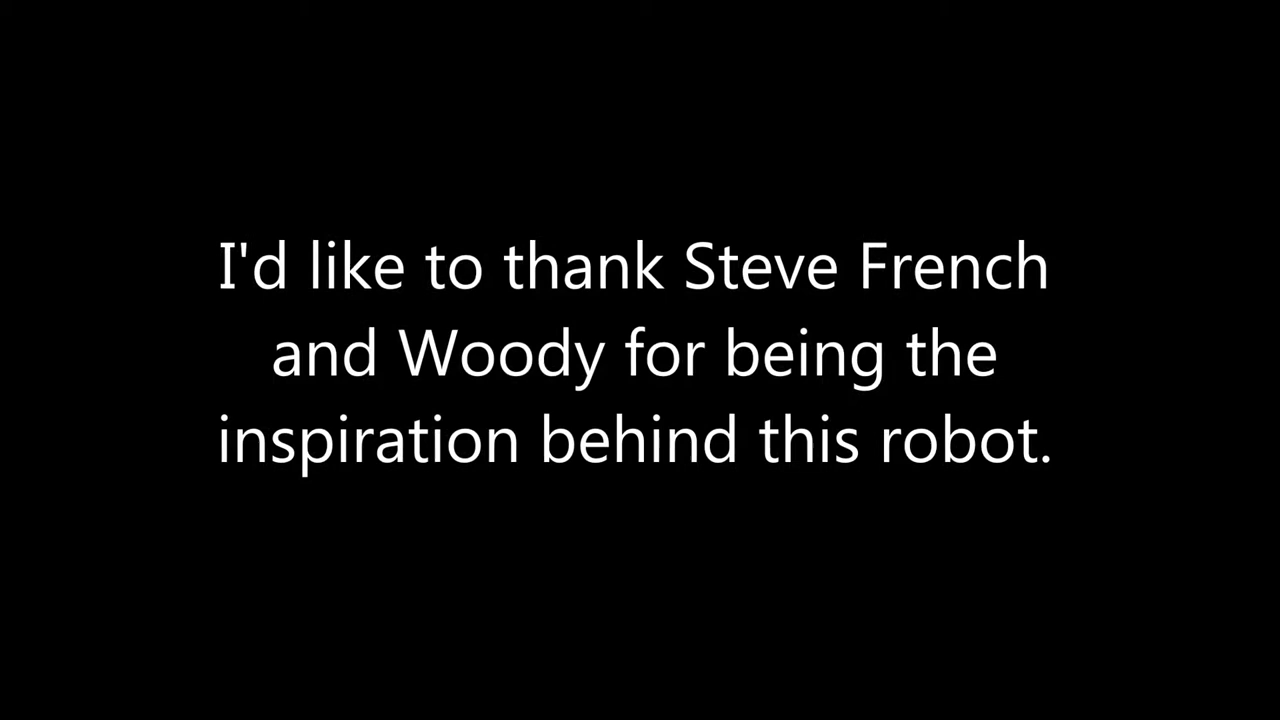 I'd like to thank Steve French
and Woody for being the
inspiration behind this robot.